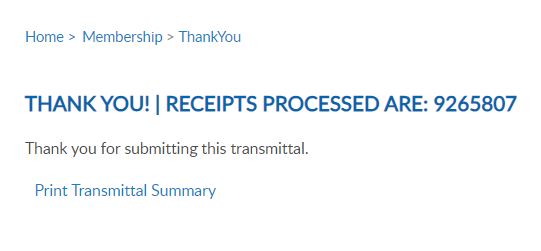 Home > Membership > ThankYou
THANK YOU! | RECEIPTS PROCESSED ARE: 9265807
Thank you for submitting this transmittal.
Print Transmittal Summary